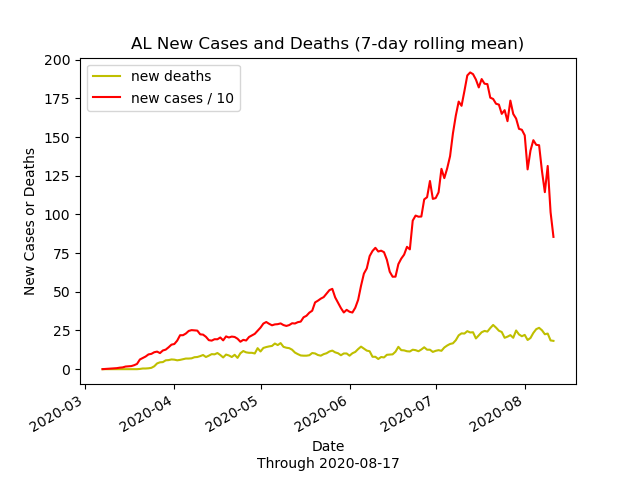 AL New Cases and Deaths (7-day rolling mean)
new deaths
new cases / 10
New Cases or Deaths
200
175
150
125
100
75
50
25
0
2020-03
2020-04
2020-05
2020-06
2020-07
2020-08
Date
Through 2020-08-17